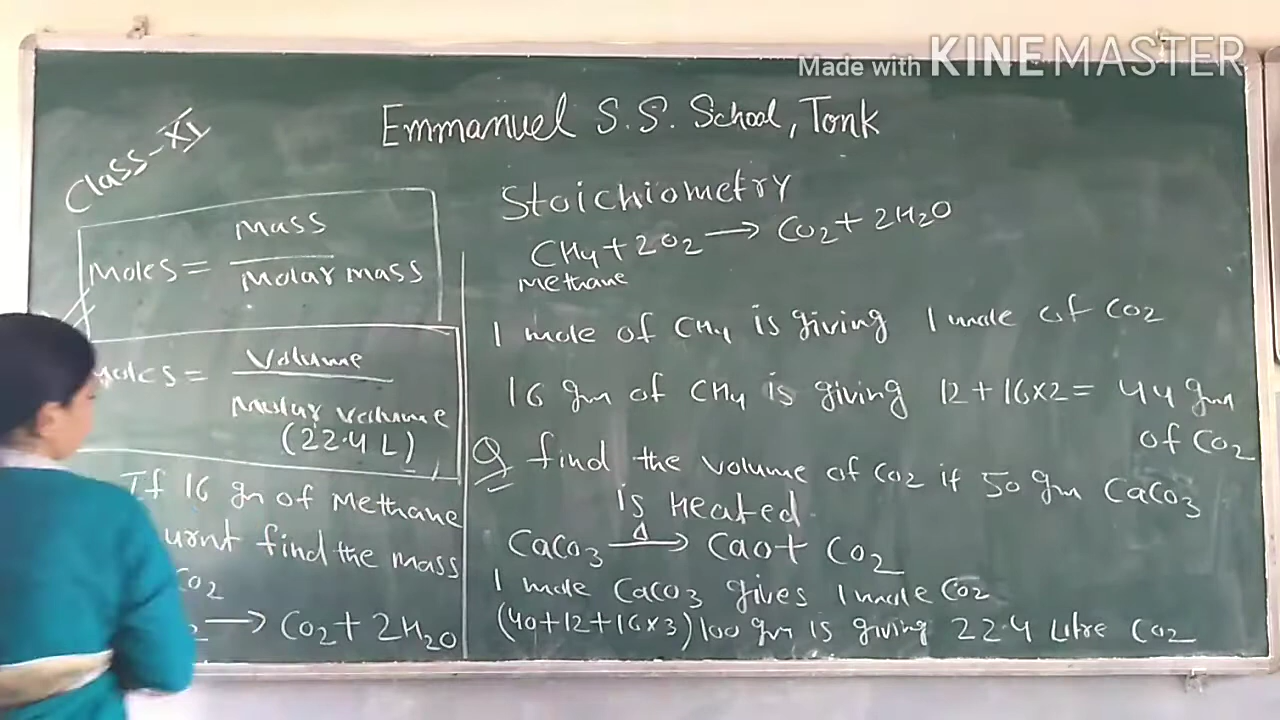 Made with KINEMASTER
Emmanuel S.S. School, Tonk
Class-XI
Moles = Mass
Molar mass
Moles = Volume
Molar volume
(22.4 L)
If 16 gm of Methane
urnt find the mass
CO2
2 → CO2 + 2H2O
Stoichiometry
CH4 + 2O2 → CO2 + 2H2O
Methane
1 mole of CH4 is giving 1 mole of CO2
16 gm of CH4 is giving 12 + 16×2 = 44 gm
of CO2
Q find the volume of CO2 if 50 gm CaCO3
is Heated.
CaCO3 Δ→ CaO + CO2
1 mole CaCO3 gives 1 mole CO2
(40+12+16×3) 100 gm is giving 22.4 Litre CO2